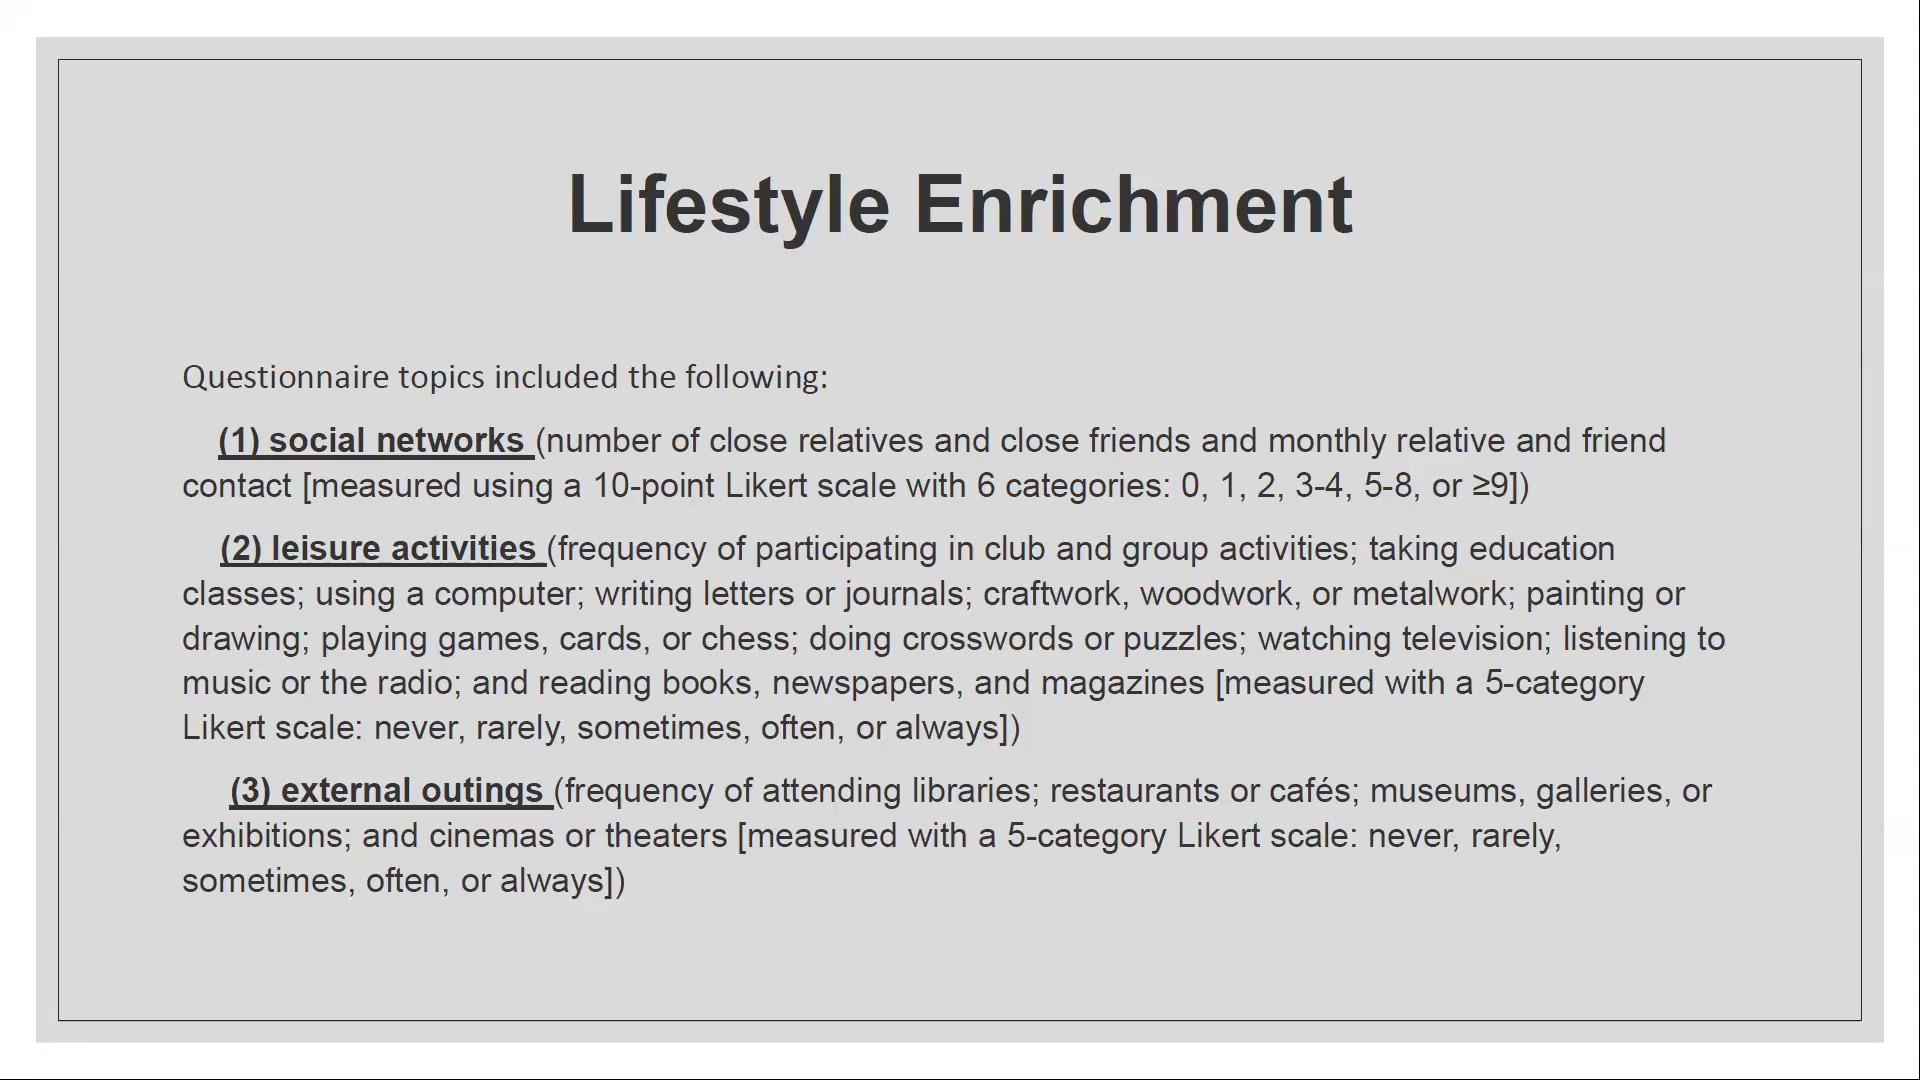 Lifestyle Enrichment
Questionnaire topics included the following:
(1) social networks (number of close relatives and close friends and monthly relative and friend
contact [measured using a 10-point Likert scale with 6 categories: 0, 1, 2, 3-4, 5-8, or ≥9])
(2) leisure activities (frequency of participating in club and group activities; taking education
classes; using a computer; writing letters or journals; craftwork, woodwork, or metalwork; painting or
drawing; playing games, cards, or chess; doing crosswords or puzzles; watching television; listening to
music or the radio; and reading books, newspapers, and magazines [measured with a 5-category
Likert scale: never, rarely, sometimes, often, or always])
(3) external outings (frequency of attending libraries; restaurants or cafés; museums, galleries, or
exhibitions; and cinemas or theaters [measured with a 5-category Likert scale: never, rarely,
sometimes, often, or always])